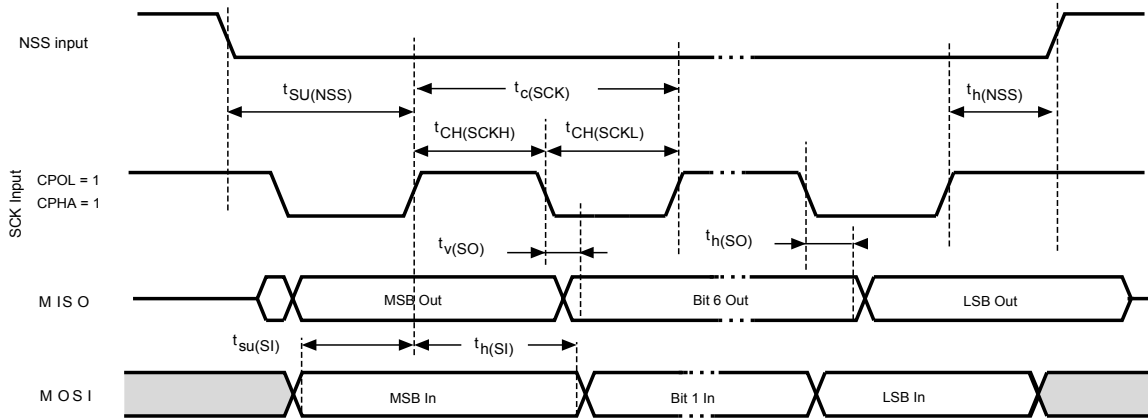 NSS input
tSU(NSS)
tc(SCK)
th(NSS)
tCH(SCKH)
tCH(SCKL)
SCK Input
CPOL = 1
CPHA = 1
tv(SO)
th(SO)
MISO
MSB Out
Bit 6 Out
LSB Out
tsu(SI)
th(SI)
MOSI
MSB In
Bit 1 In
LSB In